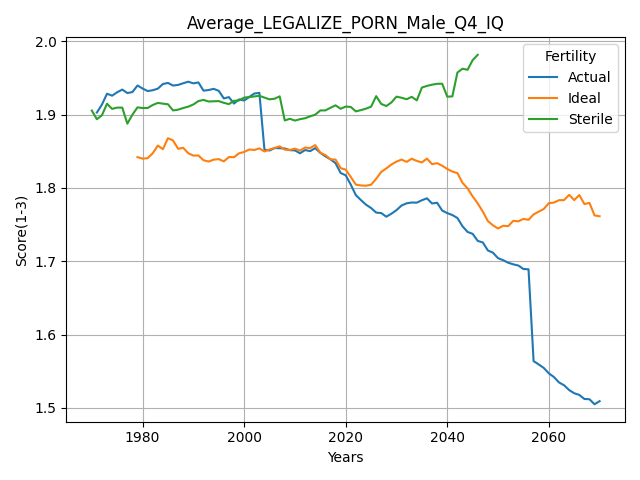 Average_LEGALIZE_PORN_Male_Q4_IQ
2.0
1.9
1.8
1.7
1.6
1.5
Score(1-3)
Fertility
Actual
Ideal
Sterile
1980
2000
2020
2040
2060
Years